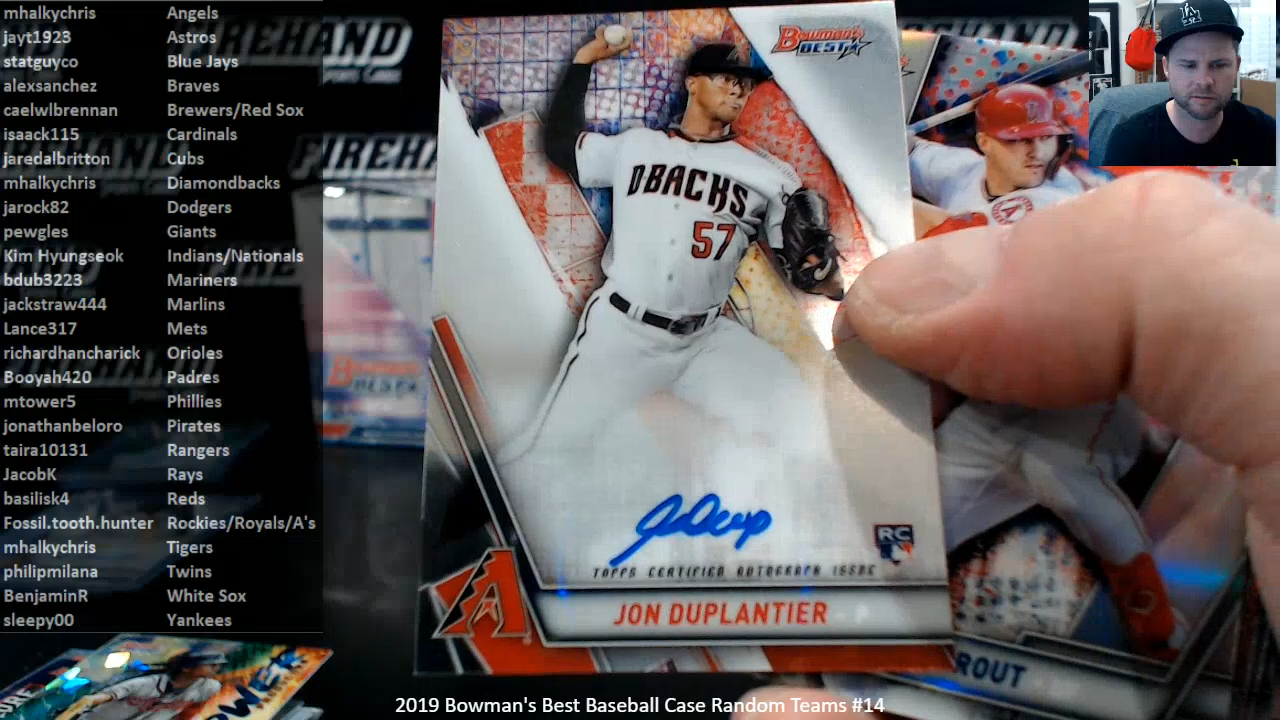 mhalkychris Angels
jayt1923 Astros
statguyco Blue Jays
alexsanchez Braves
caelwlbrennan Brewers/Red Sox
isaack115 Cardinals
jaredalbritton Cubs
mhalkychris Diamondbacks
jarock82 Dodgers
pewgles Giants
Kim Hyungseok Indians/Nationals
bdub3223 Mariners
jackstraw444 Marlins
Lance317 Mets
richardhancharick Orioles
Booyah420 Padres
mtower5 Phillies
jonathanbeloro Pirates
taira10131 Rangers
JacobK Rays
basilisk4 Reds
Fossil.tooth.hunter Rockies/Royals/A's
mhalkychris Tigers
philipmilana Twins
BenjaminR White Sox
sleepy00 Yankees
FIREHAND
BOWMAN'S BEST
Bowman's
BEST
DBACKS
57
RC
TOPPS CERTIFIED AUTOGRAPH ISSUE
JON DUPLANTIER
ROUT
2019 Bowman's Best Baseball Case Random Teams #14